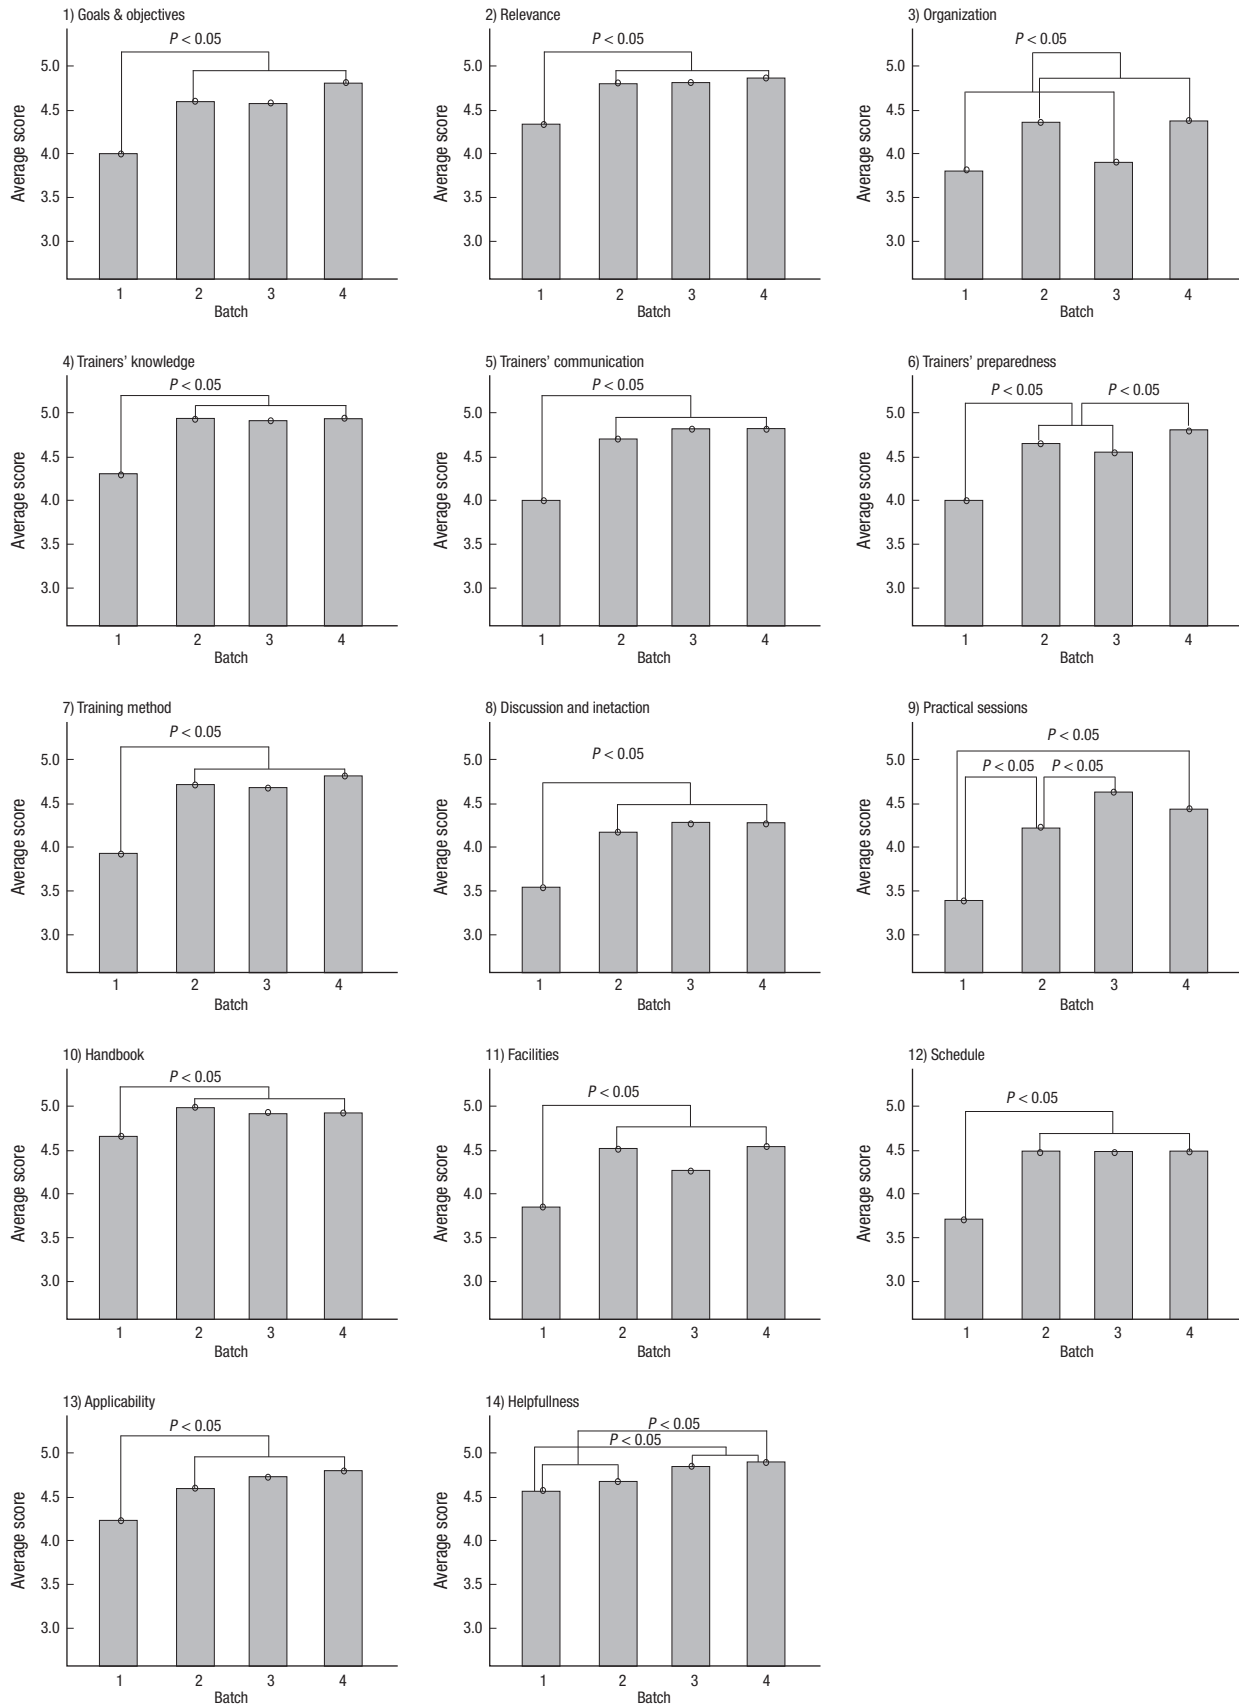 1) Goals & objectives
P < 0.05
Average score
5.0
4.5
4.0
3.5
3.0
1 2 3 4
Batch
2) Relevance
P < 0.05
Average score
5.0
4.5
4.0
3.5
3.0
1 2 3 4
Batch
3) Organization
P < 0.05
Average score
5.0
4.5
4.0
3.5
3.0
1 2 3 4
Batch
4) Trainers’ knowledge
P < 0.05
Average score
5.0
4.5
4.0
3.5
3.0
1 2 3 4
Batch
5) Trainers’ communication
P < 0.05
Average score
5.0
4.5
4.0
3.5
3.0
1 2 3 4
Batch
6) Trainers’ preparedness
P < 0.05 P < 0.05
Average score
5.0
4.5
4.0
3.5
3.0
1 2 3 4
Batch
7) Training method
P < 0.05
Average score
5.0
4.5
4.0
3.5
3.0
1 2 3 4
Batch
8) Discussion and inetaction
P < 0.05
Average score
5.0
4.5
4.0
3.5
3.0
1 2 3 4
Batch
9) Practical sessions
P < 0.05
P < 0.05 P < 0.05
Average score
5.0
4.5
4.0
3.5
3.0
1 2 3 4
Batch
10) Handbook
P < 0.05
Average score
5.0
4.5
4.0
3.5
3.0
1 2 3 4
Batch
11) Facilities
P < 0.05
Average score
5.0
4.5
4.0
3.5
3.0
1 2 3 4
Batch
12) Schedule
P < 0.05
Average score
5.0
4.5
4.0
3.5
3.0
1 2 3 4
Batch
13) Applicability
P < 0.05
Average score
5.0
4.5
4.0
3.5
3.0
1 2 3 4
Batch
14) Helpfullness
P < 0.05
P < 0.05
Average score
5.0
4.5
4.0
3.5
3.0
1 2 3 4
Batch